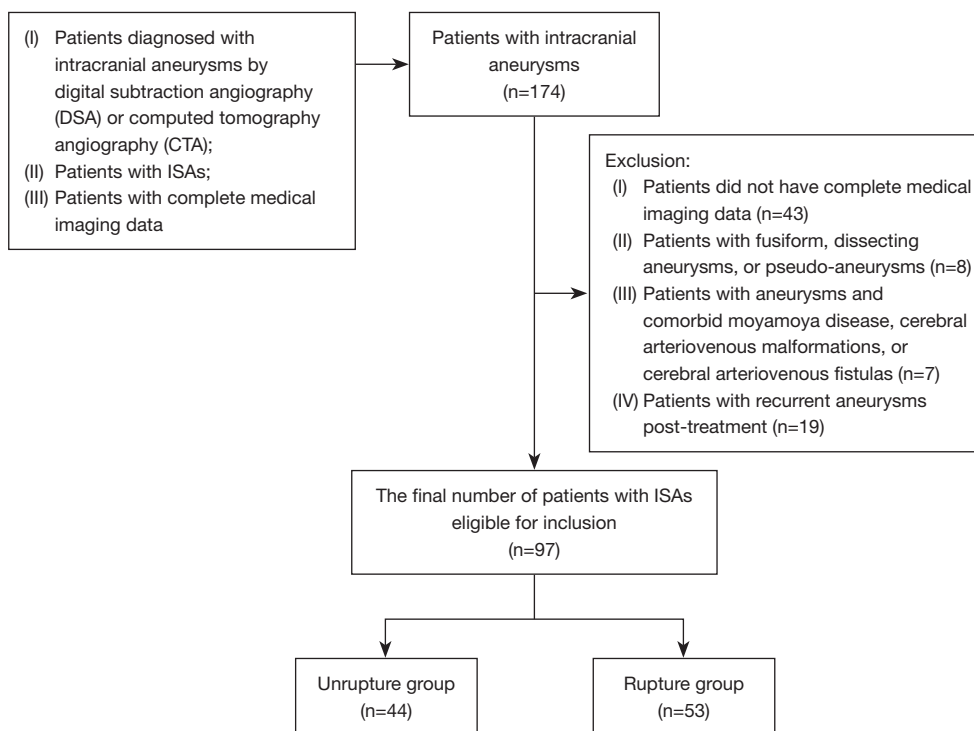 (I) Patients diagnosed with
intracranial aneurysms by
digital subtraction angiography
(DSA) or computed tomography
angiography (CTA);
(II) Patients with ISAs;
(III) Patients with complete medical
imaging data
Patients with intracranial
aneurysms
(n=174)
Exclusion:
(I) Patients did not have complete medical
imaging data (n=43)
(II) Patients with fusiform, dissecting
aneurysms, or pseudo-aneurysms (n=8)
(III) Patients with aneurysms and
comorbid moyamoya disease, cerebral
arteriovenous malformations, or
cerebral arteriovenous fistulas (n=7)
(IV) Patients with recurrent aneurysms
post-treatment (n=19)
The final number of patients with ISAs
eligible for inclusion
(n=97)
Unrupture group
(n=44)
Rupture group
(n=53)